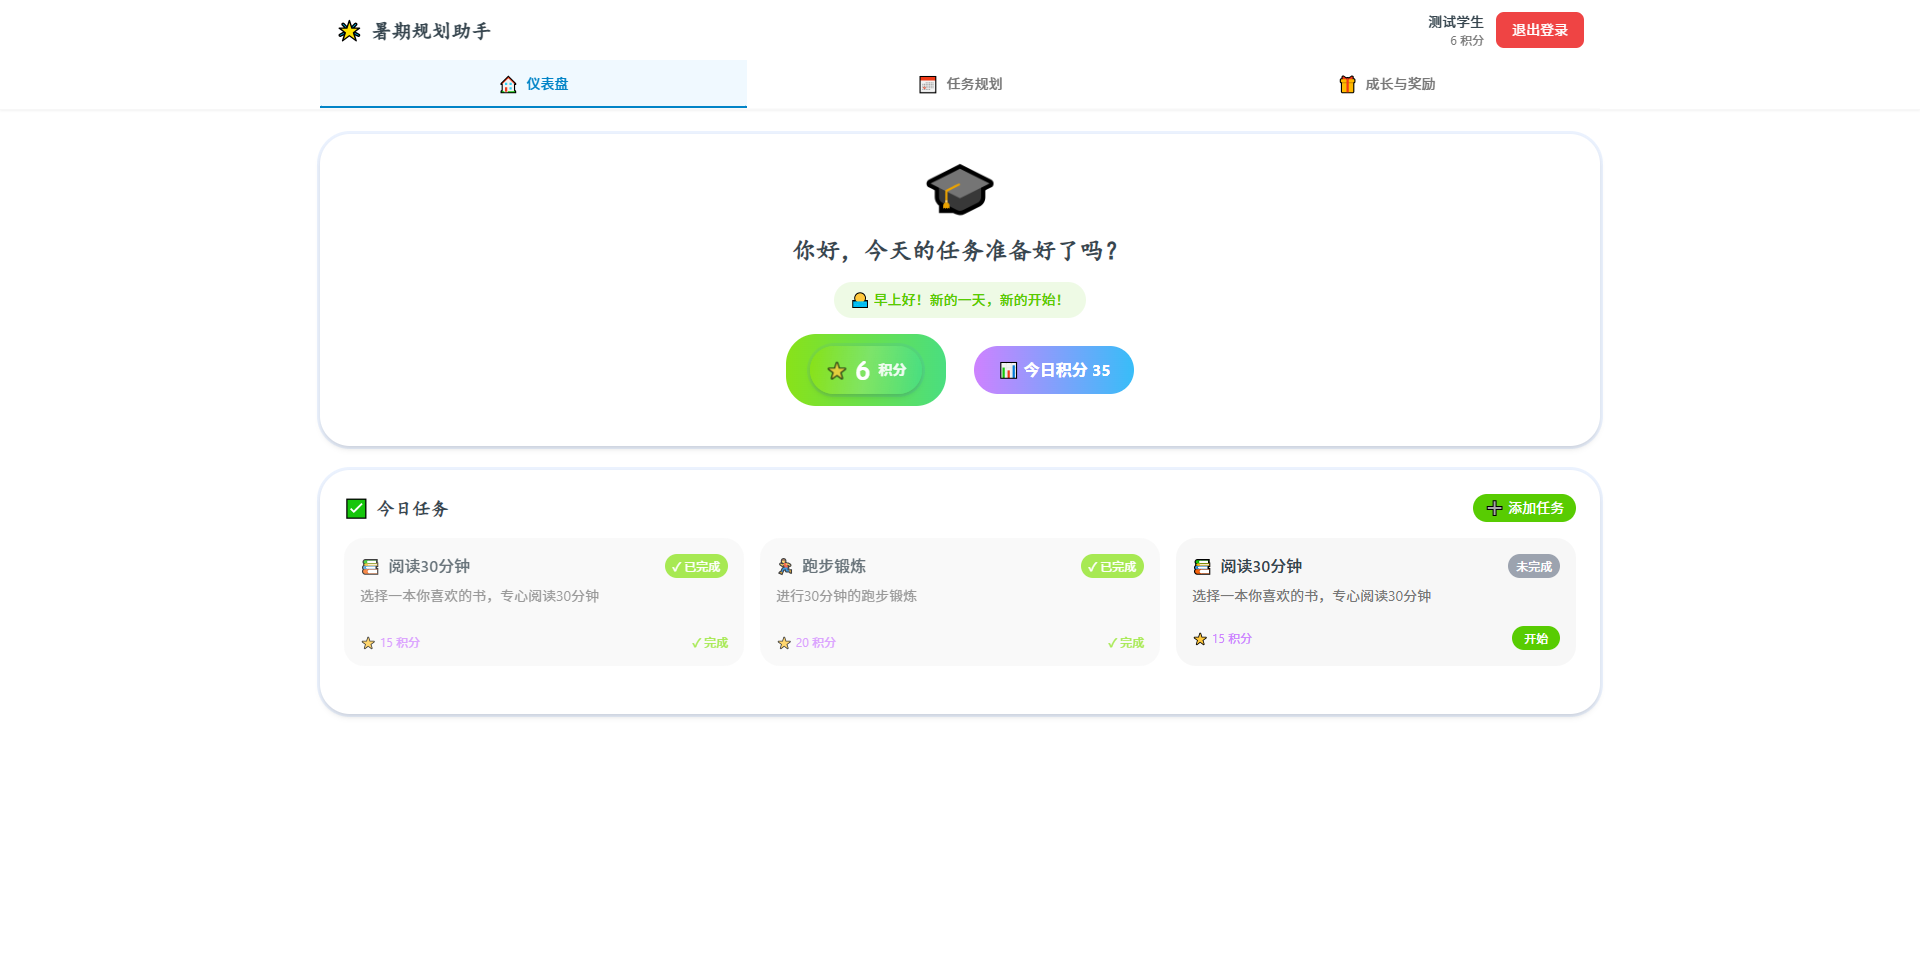 暑期规划助手
测试学生
6 积分
退出登录
仪表盘
任务规划
成长与奖励
你好，今天的任务准备好了吗？
早上好！新的一天，新的开始！
6 积分
今日积分 35
今日任务
添加任务
阅读30分钟
✓ 已完成
选择一本你喜欢的书，专心阅读30分钟
15 积分
✓ 完成
跑步锻炼
✓ 已完成
进行30分钟的跑步锻炼
20 积分
✓ 完成
阅读30分钟
未完成
选择一本你喜欢的书，专心阅读30分钟
15 积分
开始